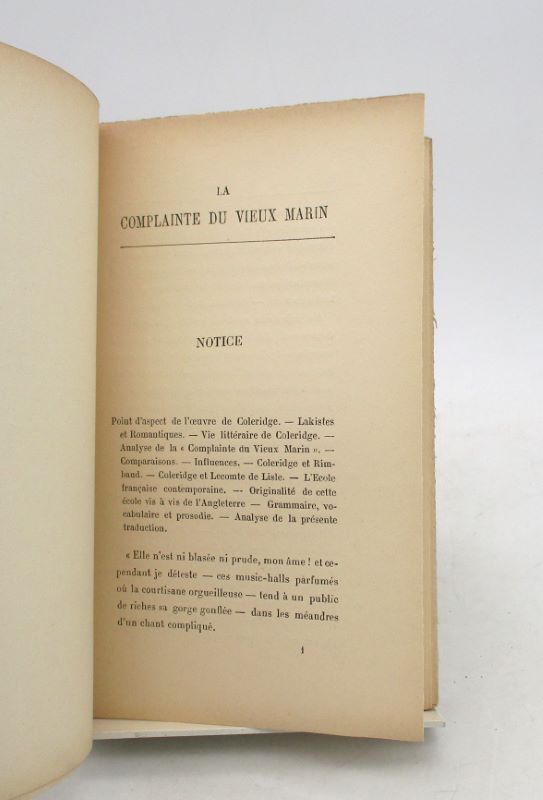 LA
COMPLAINTE DU VIEUX MARIN
NOTICE
Point d'aspect de l'œuvre de Coleridge. — Lakistes
et Romantiques. — Vie littéraire de Coleridge. —
Analyse de la « Complainte du Vieux Marin ». —
Comparaisons. — Influences. — Coleridge et Rim-
baud. — Coleridge et Lecomte de Lisle. — L'Ecole
française contemporaine. — Originalité de cette
école vis à vis de l'Angleterre — Grammaire, vo-
cabulaire et prosodie. — Analyse de la présente
traduction.
« Elle n'est ni blasée ni prude, mon âme ! et ce-
pendant je déteste — ces music-halls parfumés
où la courtisane orgueilleuse — tend à un public
de riches sa gorge gonflée — dans les méandres
d'un chant compliqué.
1